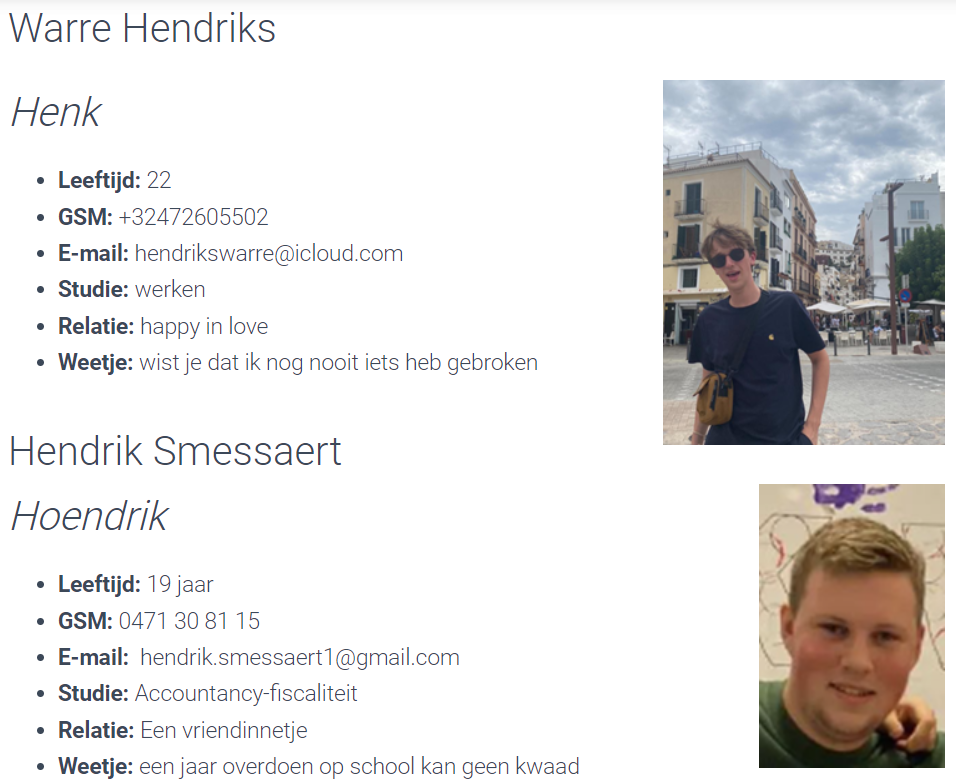 Warre Hendriks
Henk
Leeftijd: 22
GSM: +32472605502
E-mail: hendrikswarre@icloud.com
Studie: werken
Relatie: happy in love
Weetje: wist je dat ik nog nooit iets heb gebroken
Hendrik Smessaert
Hoendrik
Leeftijd: 19 jaar
GSM: 0471 30 81 15
E-mail: hendrik.smessaert1@gmail.com
Studie: Accountancy-fiscaliteit
Relatie: Een vriendinnetje
Weetje: een jaar overdoen op school kan geen kwaad